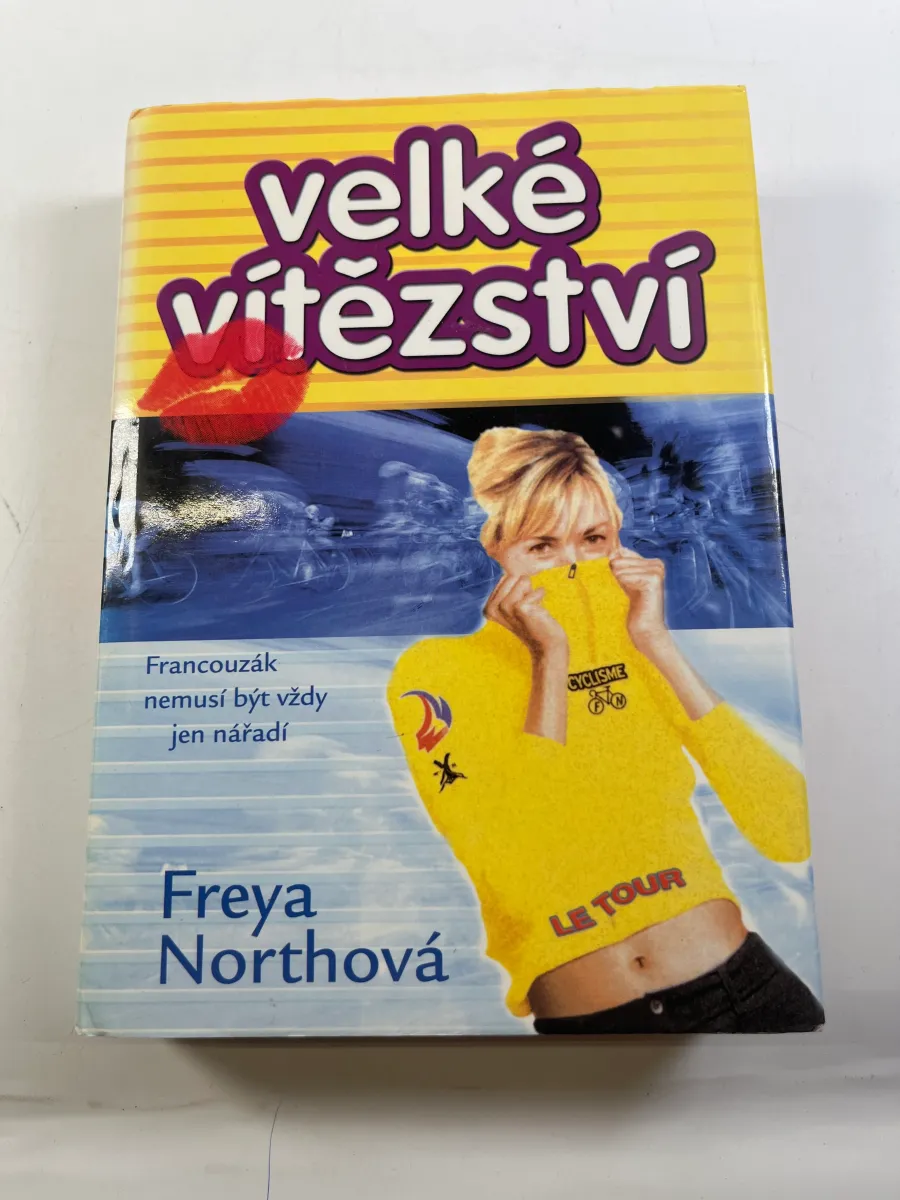 velké
vítězství
Francouzák
nemusí být vždy
jen nářadí
CYCLISME
F N
LE TOUR
Freya
Northová